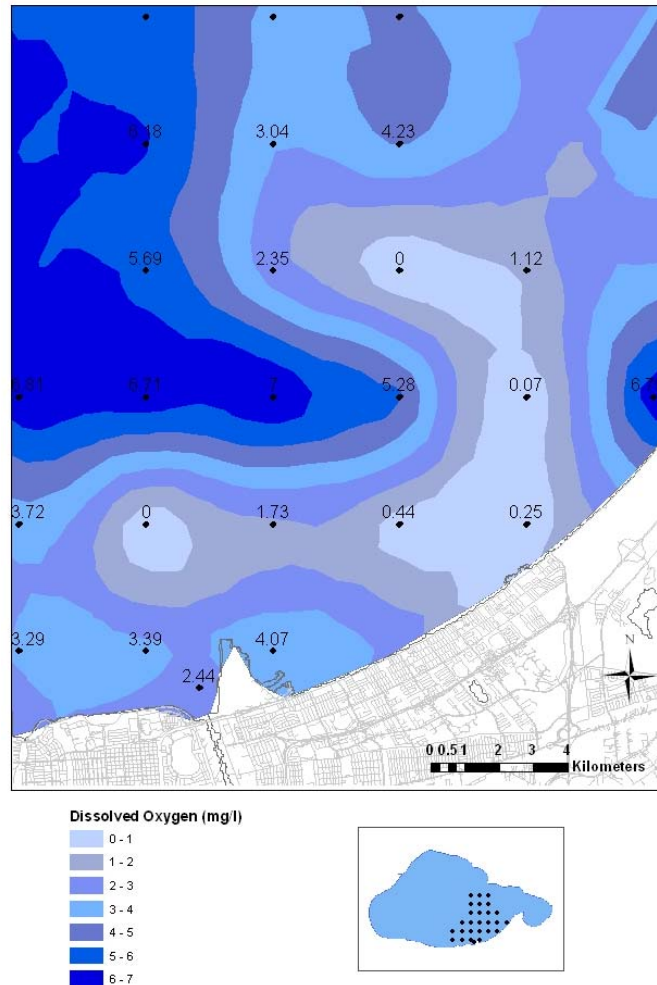 6.18 3.04 4.23
5.69 2.35 0 1.12
6.81 6.71 7 5.28 0.07 6.7
3.72 0 1.73 0.44 0.25
3.29 3.39 4.07
2.44
N
0 0.5 1 2 3 4
Kilometers
Dissolved Oxygen (mg/l)
0 - 1
1 - 2
2 - 3
3 - 4
4 - 5
5 - 6
6 - 7